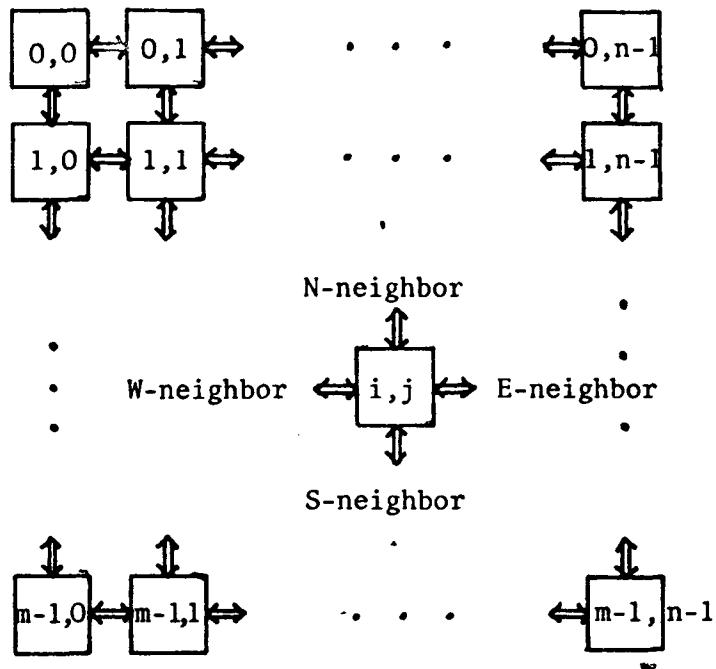 0,0 0,1 . . . 0,n-1
1,0 1,1 . . . 1,n-1
N-neighbor
W-neighbor i,j E-neighbor
S-neighbor
m-1,0 m-1,1 . . . m-1,n-1